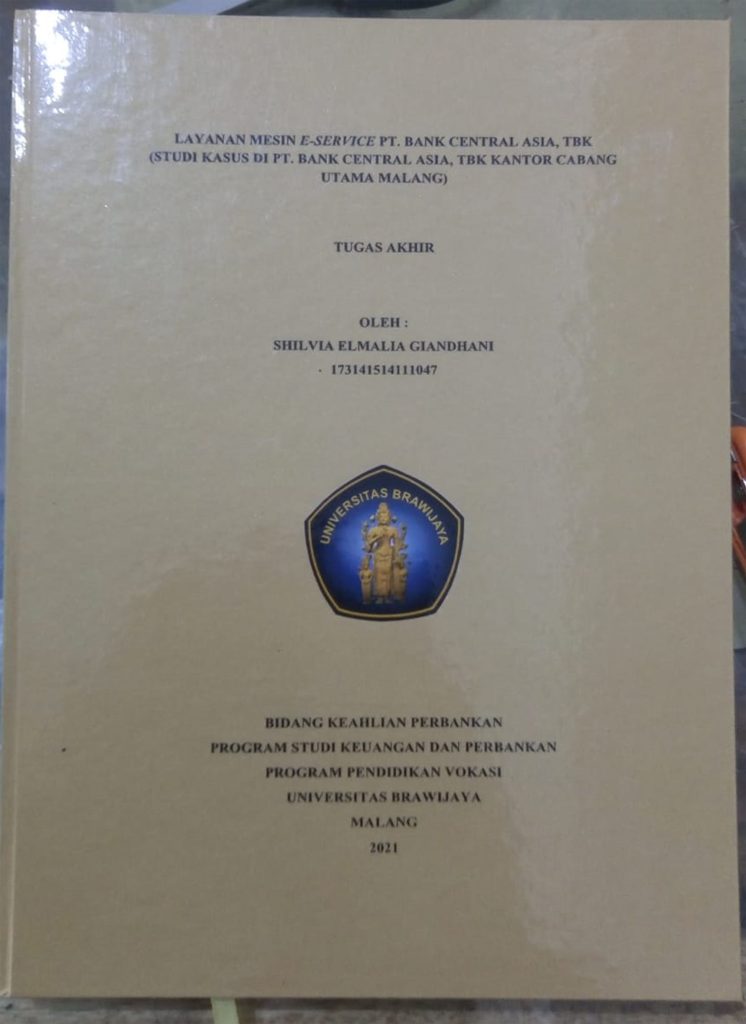 LAYANAN MESIN E-SERVICE PT. BANK CENTRAL ASIA, TBK
(STUDI KASUS DI PT. BANK CENTRAL ASIA, TBK KANTOR CABANG
UTAMA MALANG)
TUGAS AKHIR
OLEH :
SHILVIA ELMALIA GIANDHANI
173141514111047
UNIVERSITAS BRAWIJAYA
BIDANG KEAHLIAN PERBANKAN
PROGRAM STUDI KEUANGAN DAN PERBANKAN
PROGRAM PENDIDIKAN VOKASI
UNIVERSITAS BRAWIJAYA
MALANG
2021